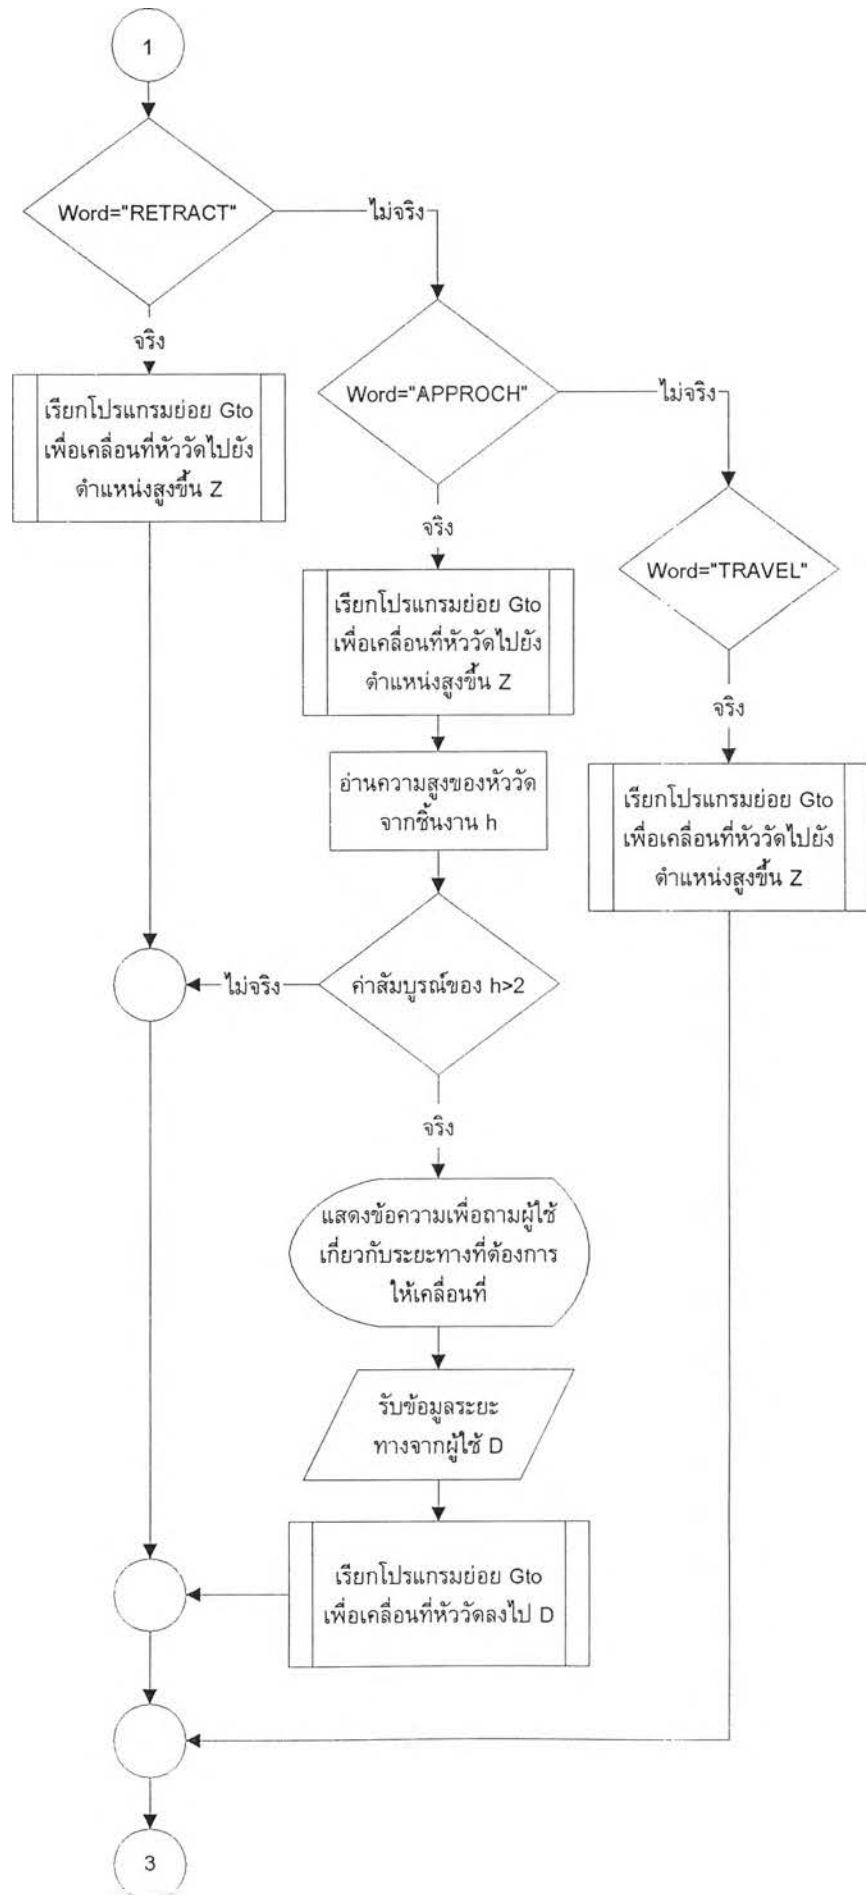 1
Word="RETRACT"
ไม่จริง
จริง
เรียกโปรแกรมย่อย Gto
เพื่อเคลื่อนที่หัววัดไปยัง
ตำแหน่งสูงขึ้น Z
Word="APPROCH"
ไม่จริง
จริง
เรียกโปรแกรมย่อย Gto
เพื่อเคลื่อนที่หัววัดไปยัง
ตำแหน่งสูงขึ้น Z
Word="TRAVEL"
จริง
เรียกโปรแกรมย่อย Gto
เพื่อเคลื่อนที่หัววัดไปยัง
ตำแหน่งสูงขึ้น Z
อ่านความสูงของหัววัด
จากชิ้นงาน h
ค่าสัมบูรณ์ของ h>2
ไม่จริง
จริง
แสดงข้อความเพื่อถามผู้ใช้
เกี่ยวกับระยะทางที่ต้องการ
ให้เคลื่อนที่
รับข้อมูลระยะ
ทางจากผู้ใช้ D
เรียกโปรแกรมย่อย Gto
เพื่อเคลื่อนที่หัววัดลงไป D
3